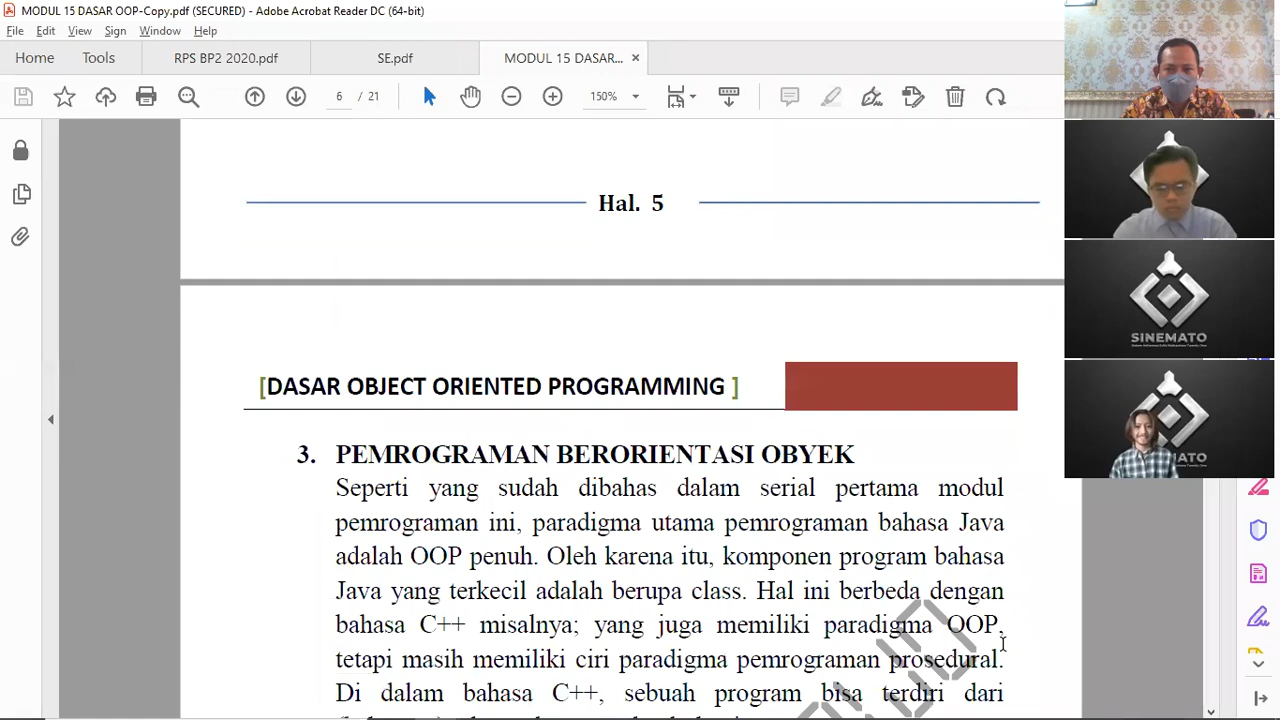 MODUL 15 DASAR OOP-Copy.pdf (SECURED) - Adobe Acrobat Reader DC (64-bit)
File Edit View Sign Window Help
Home Tools RPS BP2 2020.pdf SE.pdf MODUL 15 DASAR... ×
6 / 21 150%
Hal. 5
[DASAR OBJECT ORIENTED PROGRAMMING ]
3. PEMROGRAMAN BERORIENTASI OBYEK
Seperti yang sudah dibahas dalam serial pertama modul
pemrograman ini, paradigma utama pemrograman bahasa Java
adalah OOP penuh. Oleh karena itu, komponen program bahasa
Java yang terkecil adalah berupa class. Hal ini berbeda dengan
bahasa C++ misalnya; yang juga memiliki paradigma OOP,
tetapi masih memiliki ciri paradigma pemrograman prosedural.
Di dalam bahasa C++, sebuah program bisa terdiri dari
SINEMATO